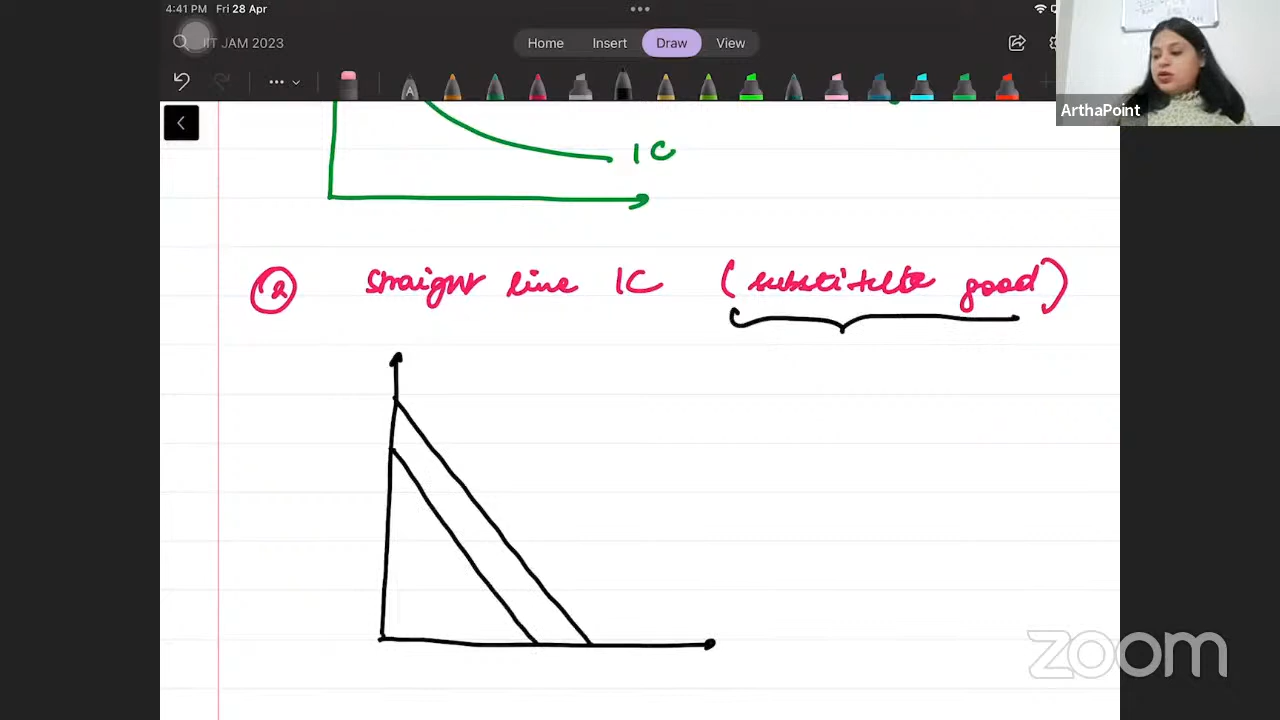 4:41 PM Fri 28 Apr
IIT JAM 2023
Home Insert Draw View
A
ArthaPoint
IC
(2) straight line IC (substitute good)
zoom